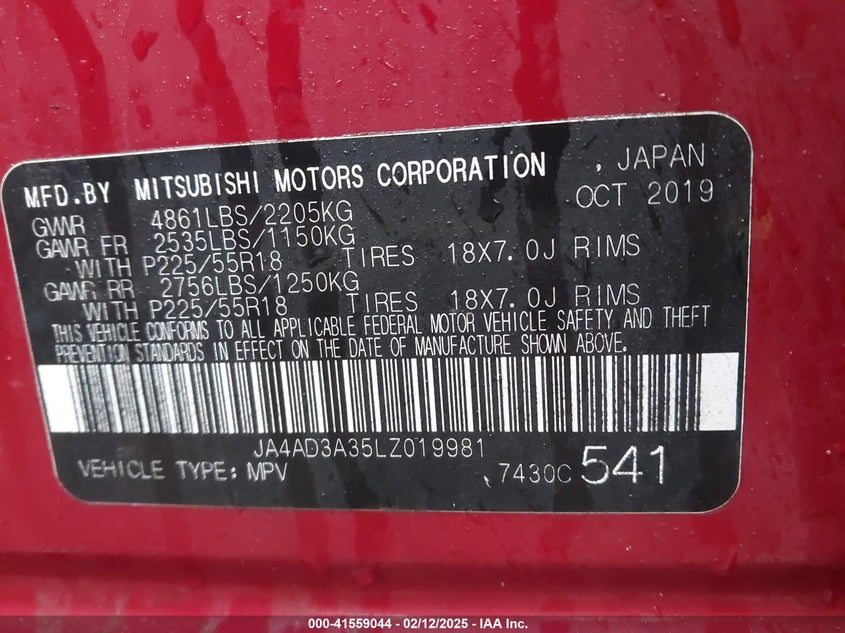 MFD.BY MITSUBISHI MOTORS CORPORATION , JAPAN
GVWR 4861LBS/2205KG OCT 2019
GAWR FR 2535LBS/1150KG
WITH P225/55R18 TIRES 18X7.0J RIMS
GAWR RR 2756LBS/1250KG
WITH P225/55R18 TIRES 18X7.0J RIMS
THIS VEHICLE CONFORMS TO ALL APPLICABLE FEDERAL MOTOR VEHICLE SAFETY AND THEFT
PREVENTION STANDARDS IN EFFECT ON THE DATE OF MANUFACTURE SHOWN ABOVE.
JA4AD3A35LZ019981
VEHICLE TYPE: MPV 7430C 541
000-41559044 - 02/12/2025 - IAA Inc.